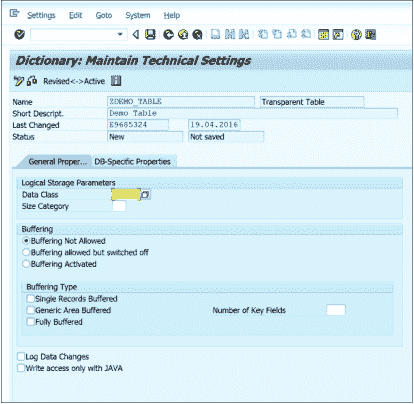 Settings Edit Goto System Help
Dictionary: Maintain Technical Settings
Revised<->Active
Name ZDEMO_TABLE Transparent Table
Short Descript. Demo Table
Last Changed E9685324 19.04.2016
Status New Not saved
General Proper... DB-Specific Properties
Logical Storage Parameters
Data Class
Size Category
Buffering
Buffering Not Allowed
Buffering allowed but switched off
Buffering Activated
Buffering Type
Single Records Buffered
Generic Area Buffered Number of Key Fields
Fully Buffered
Log Data Changes
Write access only with JAVA